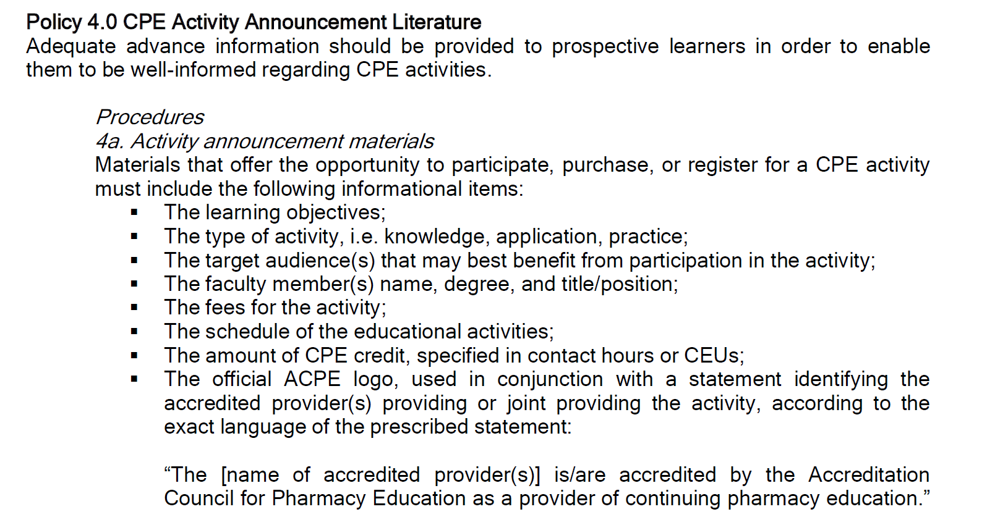 Policy 4.0 CPE Activity Announcement Literature
Adequate advance information should be provided to prospective learners in order to enable
them to be well-informed regarding CPE activities.
Procedures
4a. Activity announcement materials
Materials that offer the opportunity to participate, purchase, or register for a CPE activity
must include the following informational items:
▪ The learning objectives;
▪ The type of activity, i.e. knowledge, application, practice;
▪ The target audience(s) that may best benefit from participation in the activity;
▪ The faculty member(s) name, degree, and title/position;
▪ The fees for the activity;
▪ The schedule of the educational activities;
▪ The amount of CPE credit, specified in contact hours or CEUs;
▪ The official ACPE logo, used in conjunction with a statement identifying the
accredited provider(s) providing or joint providing the activity, according to the
exact language of the prescribed statement:
“The [name of accredited provider(s)] is/are accredited by the Accreditation
Council for Pharmacy Education as a provider of continuing pharmacy education.”